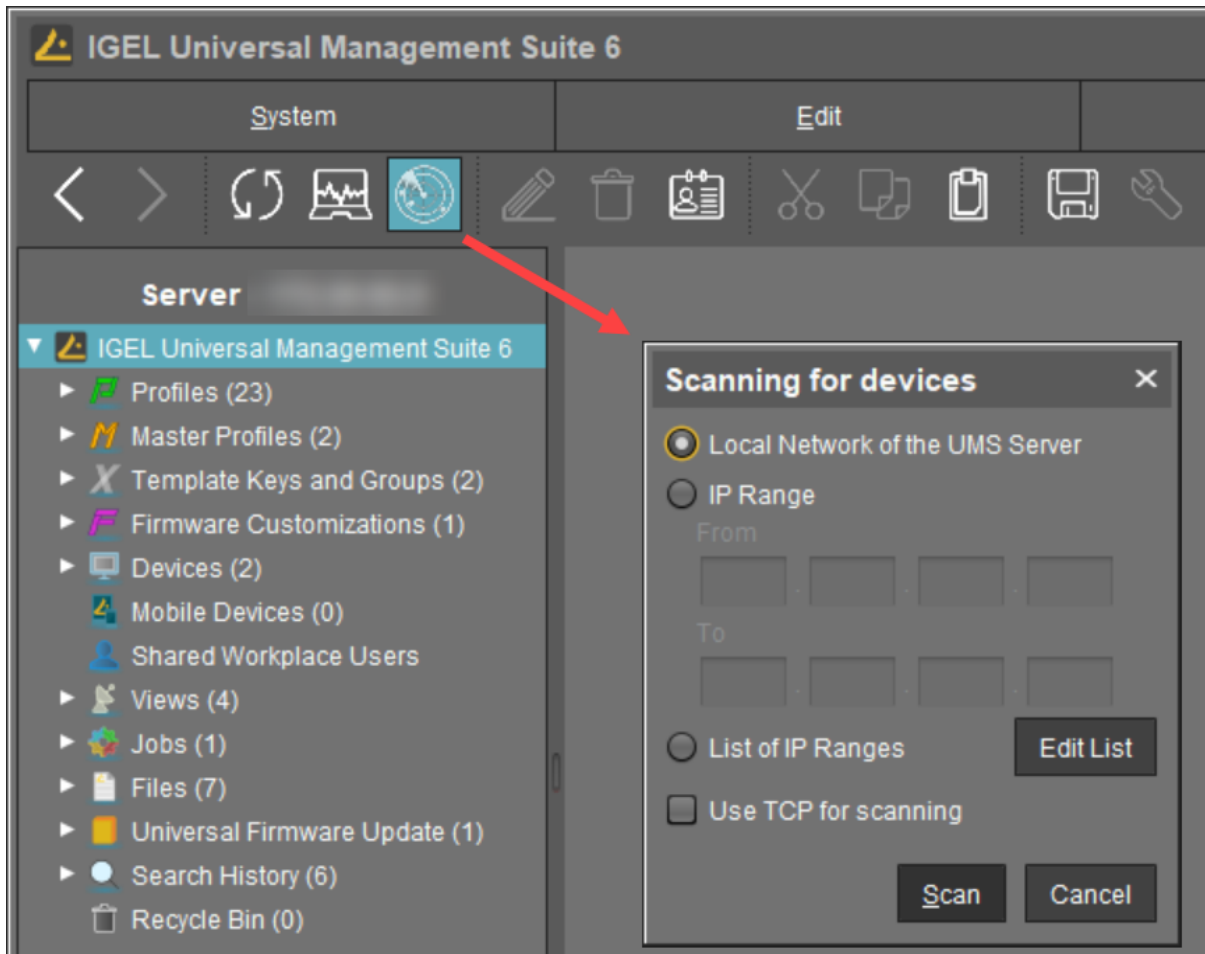 IGEL Universal Management Suite 6
System Edit
Server
IGEL Universal Management Suite 6
Profiles (23)
Master Profiles (2)
Template Keys and Groups (2)
Firmware Customizations (1)
Devices (2)
Mobile Devices (0)
Shared Workplace Users
Views (4)
Jobs (1)
Files (7)
Universal Firmware Update (1)
Search History (6)
Recycle Bin (0)
Scanning for devices
Local Network of the UMS Server
IP Range
From
To
List of IP Ranges Edit List
Use TCP for scanning
Scan Cancel